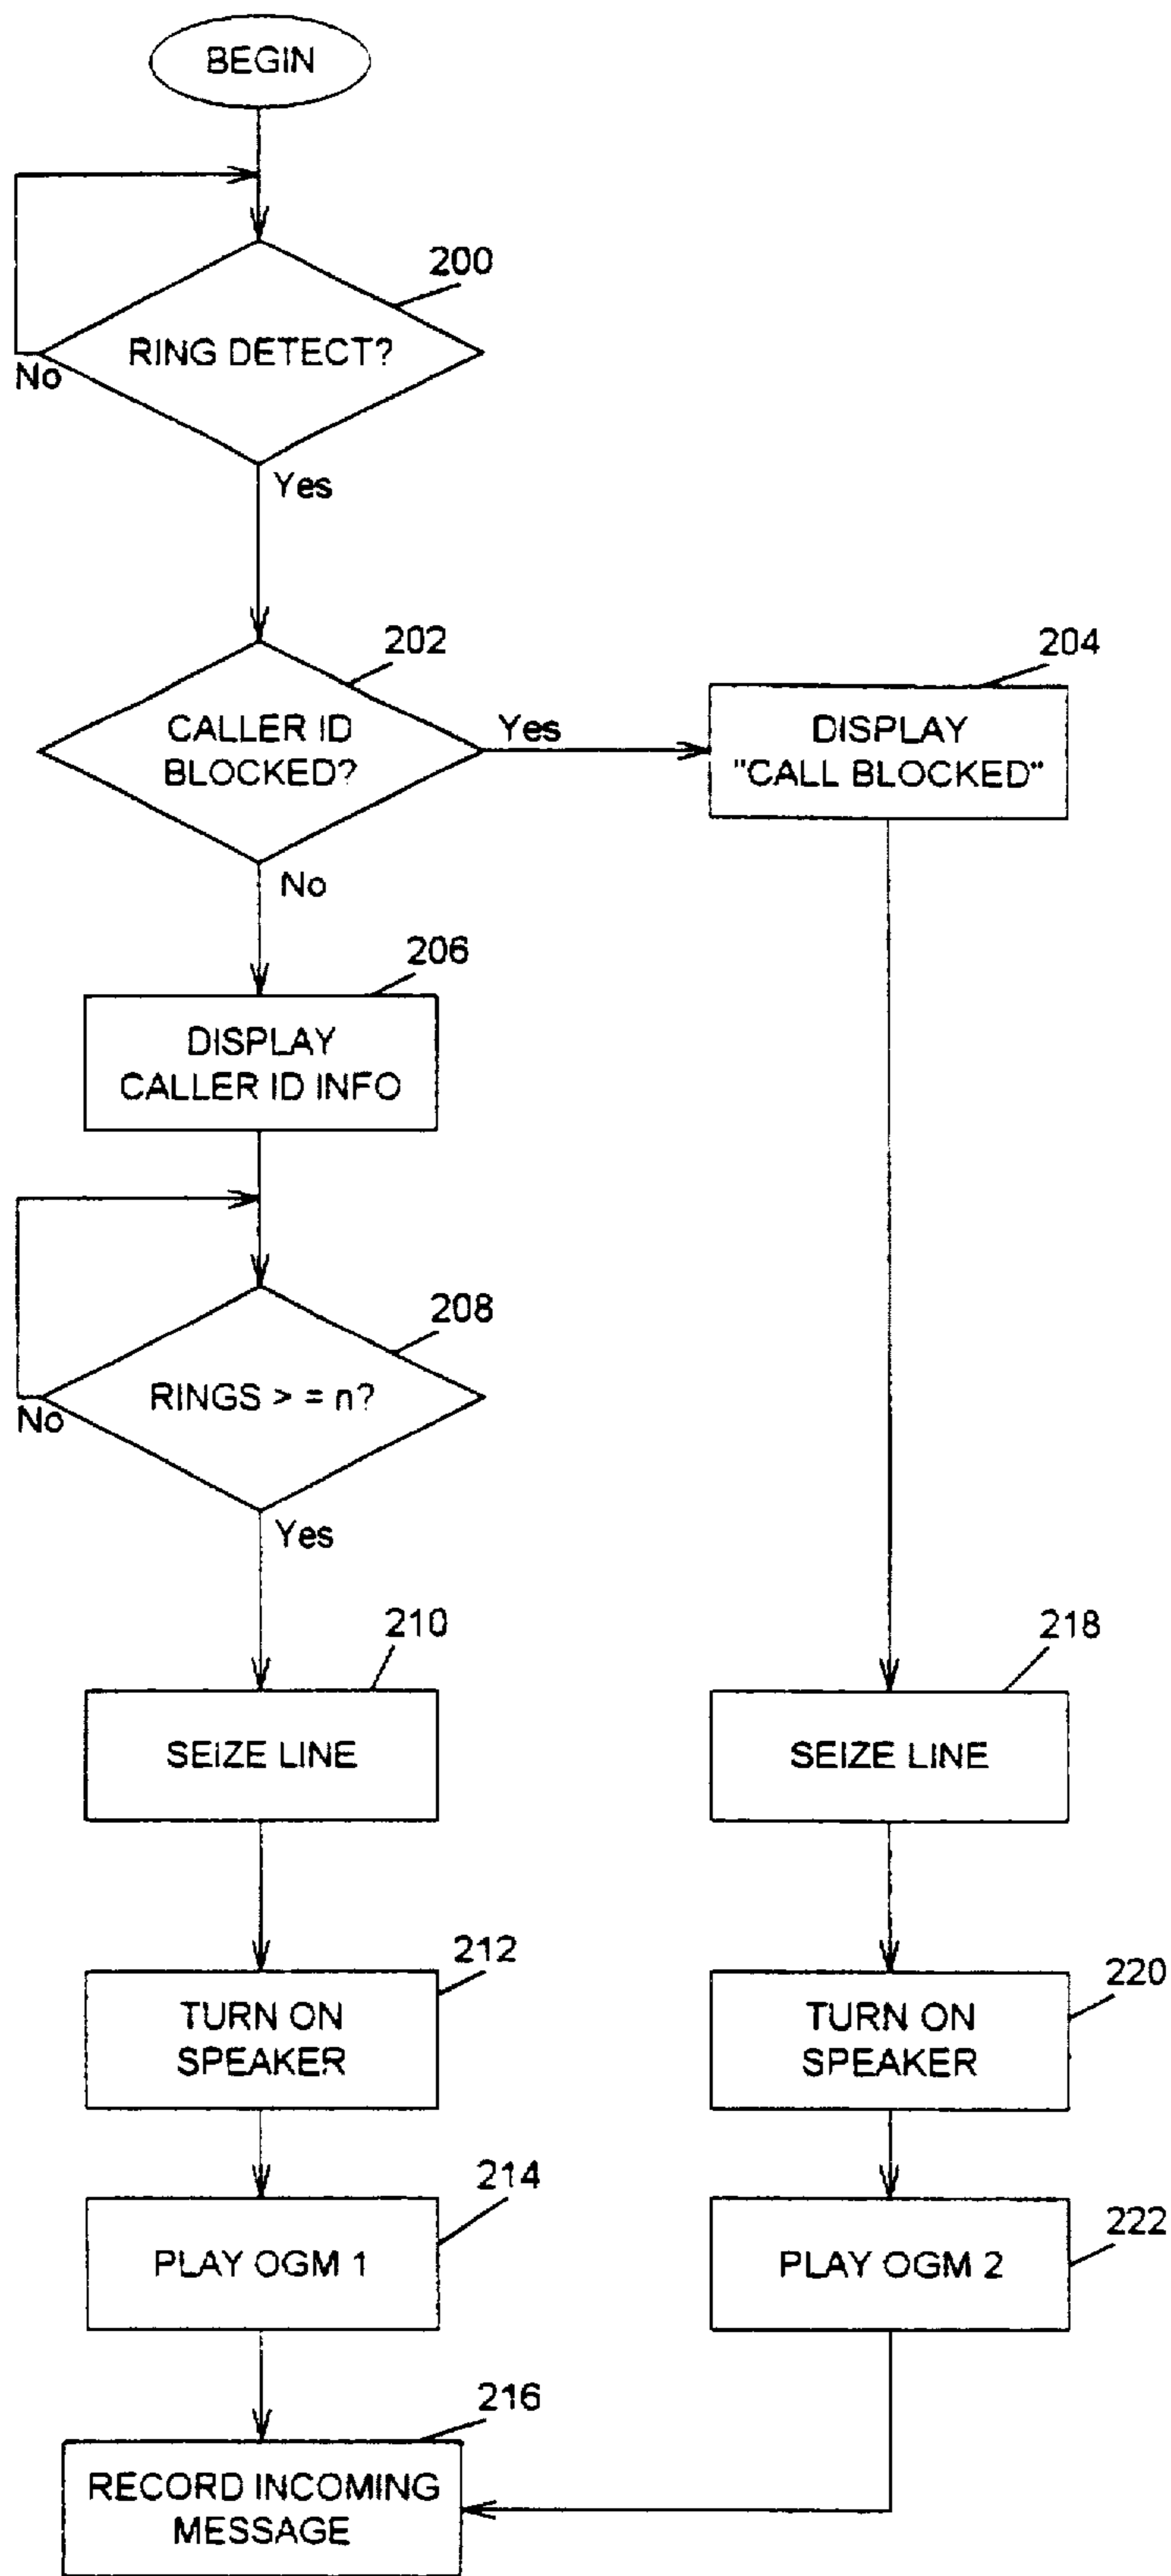 BEGIN
200
RING DETECT?
No
Yes
202
CALLER ID
BLOCKED?
Yes
204
DISPLAY
"CALL BLOCKED"
No
206
DISPLAY
CALLER ID INFO
208
RINGS > = n?
No
Yes
210
SEIZE LINE
218
SEIZE LINE
212
TURN ON
SPEAKER
220
TURN ON
SPEAKER
214
PLAY OGM 1
222
PLAY OGM 2
216
RECORD INCOMING
MESSAGE